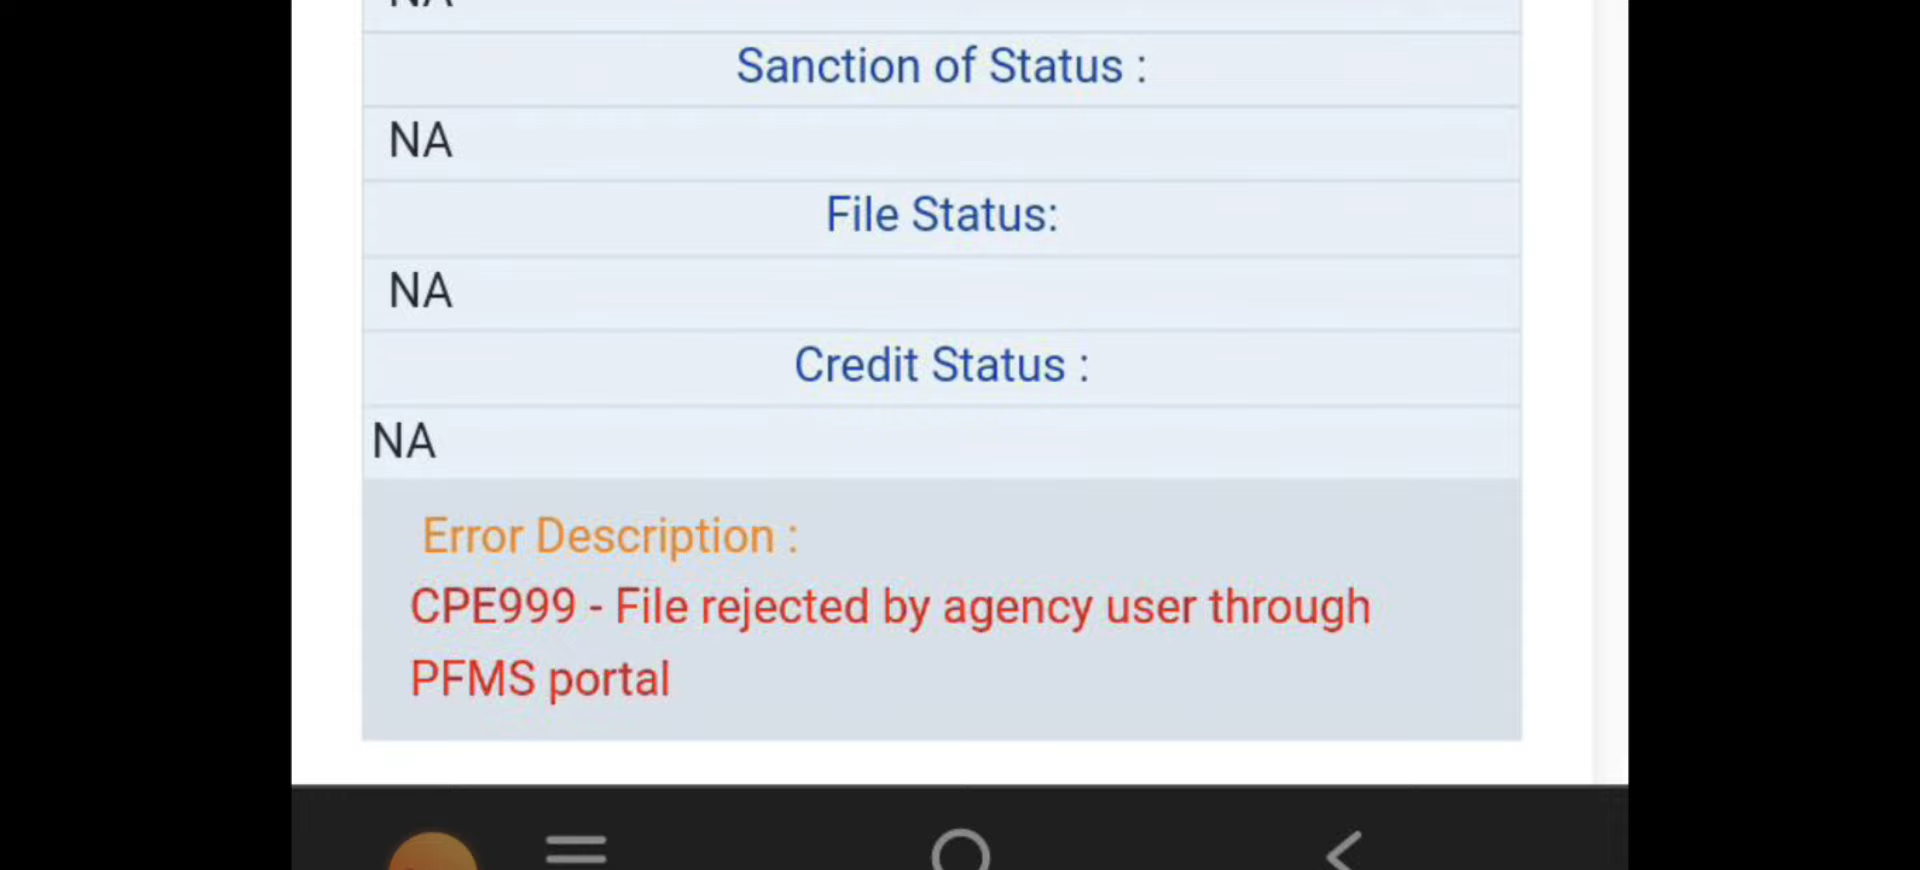 NA
Sanction of Status :
NA
File Status:
NA
Credit Status :
NA
Error Description :
CPE999 - File rejected by agency user through
PFMS portal